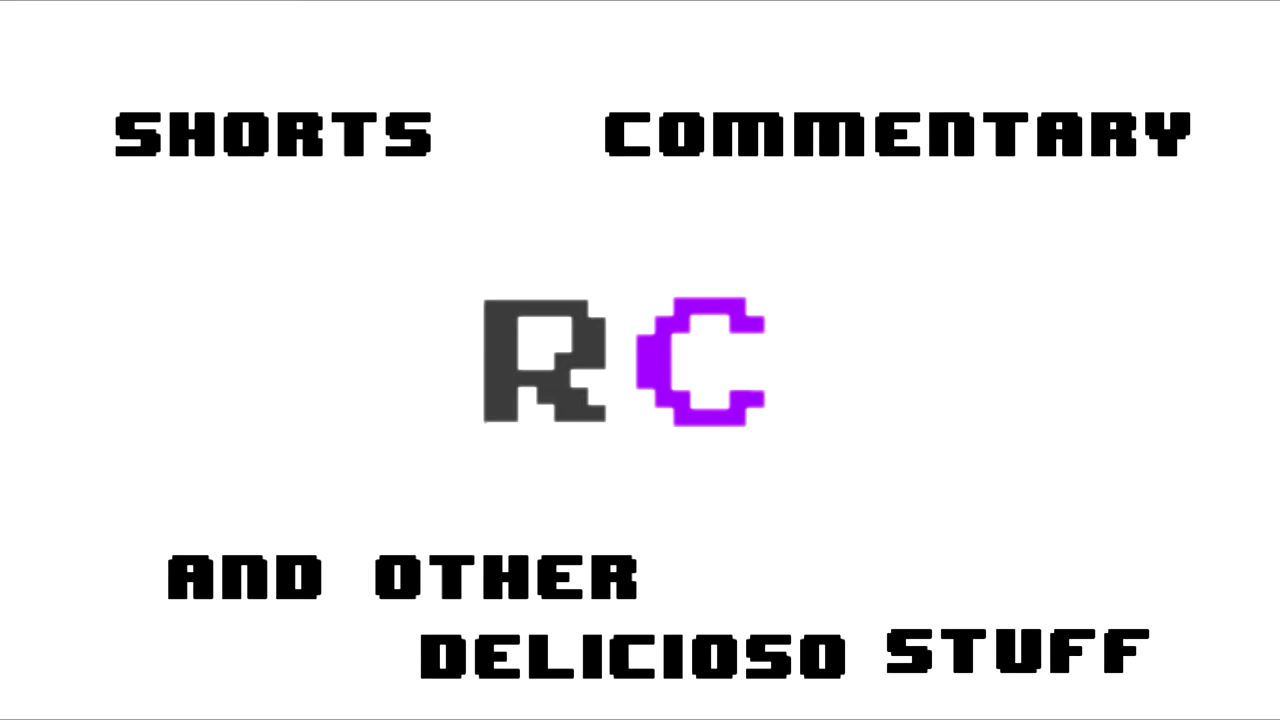 SHORTS COMMENTARY
RC
AND OTHER
DELICIOSO STUFF